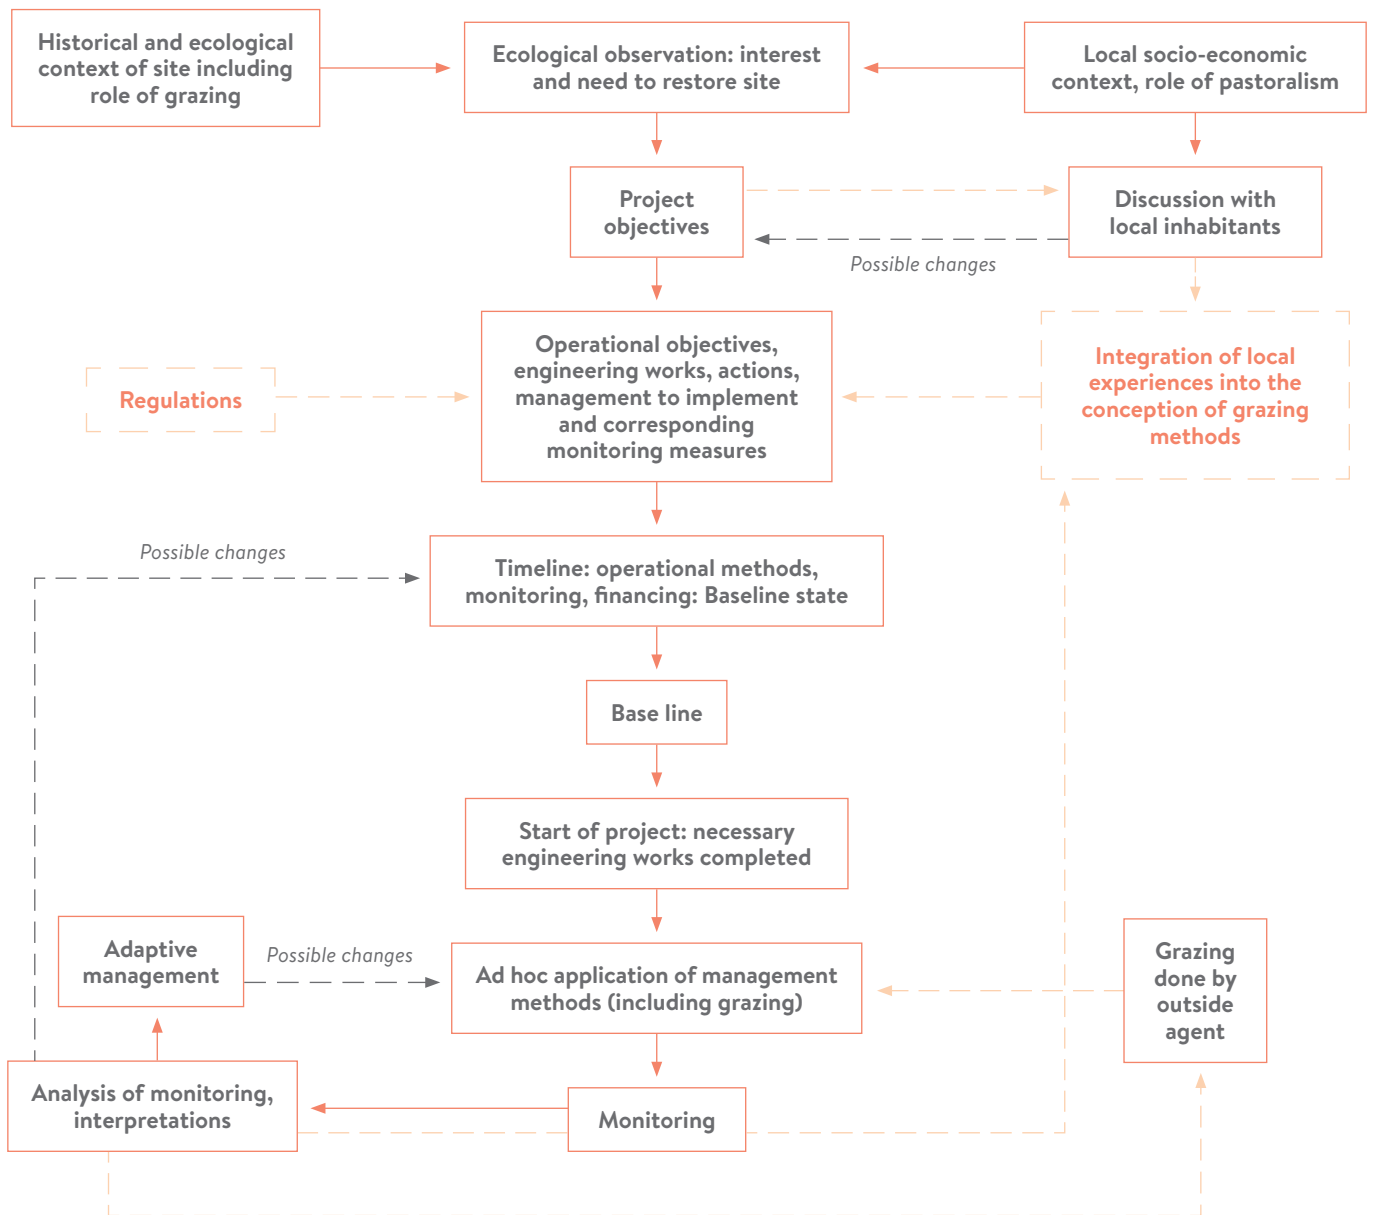 Historical and ecological
context of site including
role of grazing
Ecological observation: interest
and need to restore site
Local socio-economic
context, role of pastoralism
Project
objectives
Discussion with
local inhabitants
Possible changes
Operational objectives,
engineering works, actions,
management to implement
and corresponding
monitoring measures
Regulations
Integration of local
experiences into the
conception of grazing
methods
Possible changes
Timeline: operational methods,
monitoring, financing: Baseline state
Base line
Start of project: necessary
engineering works completed
Adaptive
management
Possible changes
Ad hoc application of management
methods (including grazing)
Grazing
done by
outside
agent
Analysis of monitoring,
interpretations
Monitoring